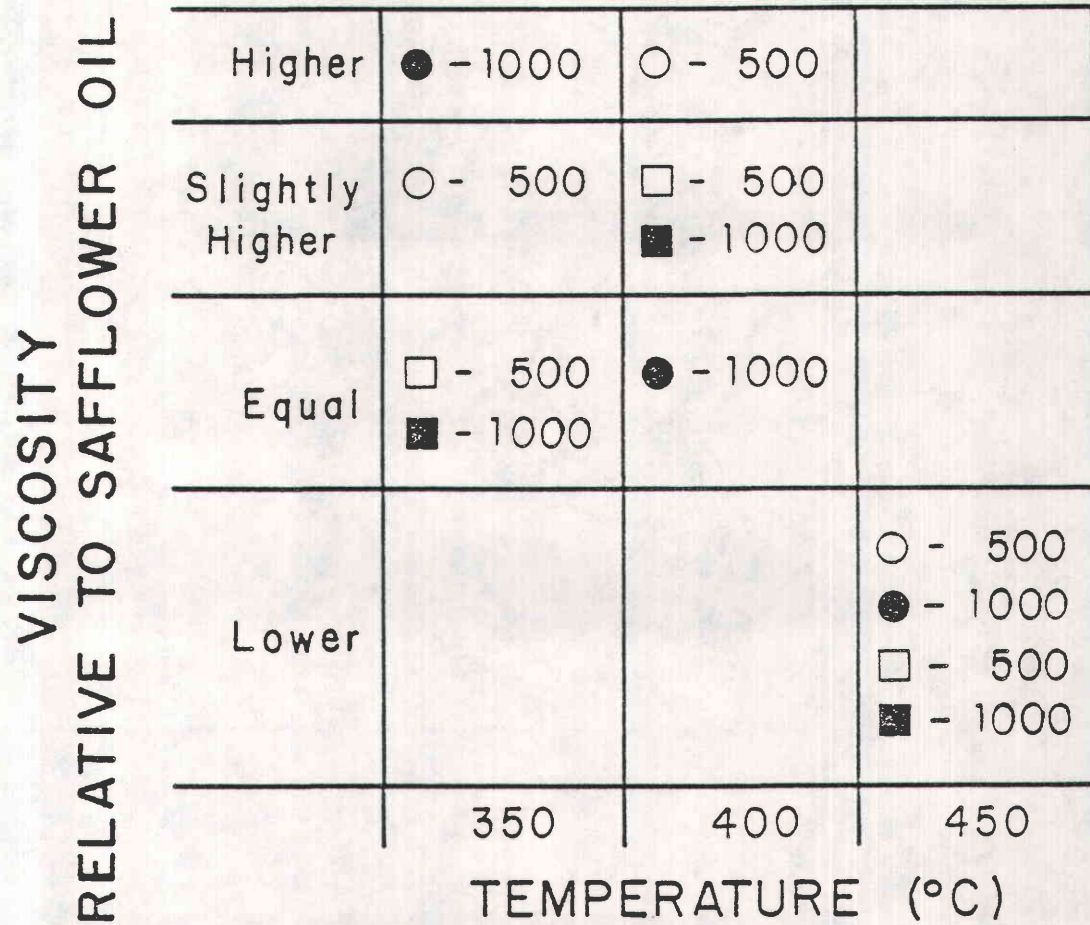 VISCOSITY
RELATIVE TO SAFFLOWER OIL
Higher ● - 1000 ○ - 500
Slightly Higher ○ - 500 □ - 500
■ - 1000
Equal □ - 500 ● - 1000
■ - 1000
Lower ○ - 500
● - 1000
□ - 500
■ - 1000
350 400 450
TEMPERATURE (°C)